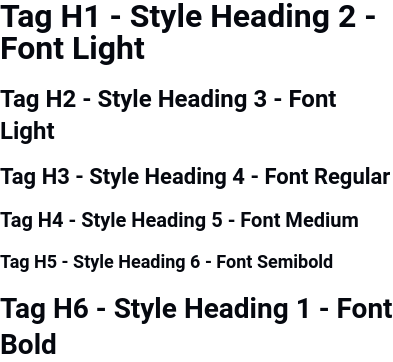 Tag H1 - Style Heading 2 -
Font Light
Tag H2 - Style Heading 3 - Font
Light
Tag H3 - Style Heading 4 - Font Regular
Tag H4 - Style Heading 5 - Font Medium
Tag H5 - Style Heading 6 - Font Semibold
Tag H6 - Style Heading 1 - Font
Bold